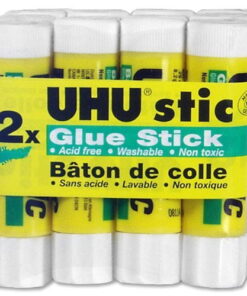 UHU stic
2x
Glue Stick
• Acid free • Washable • Non toxic
Bâton de colle
• Sans acide • Lavable • Non toxique